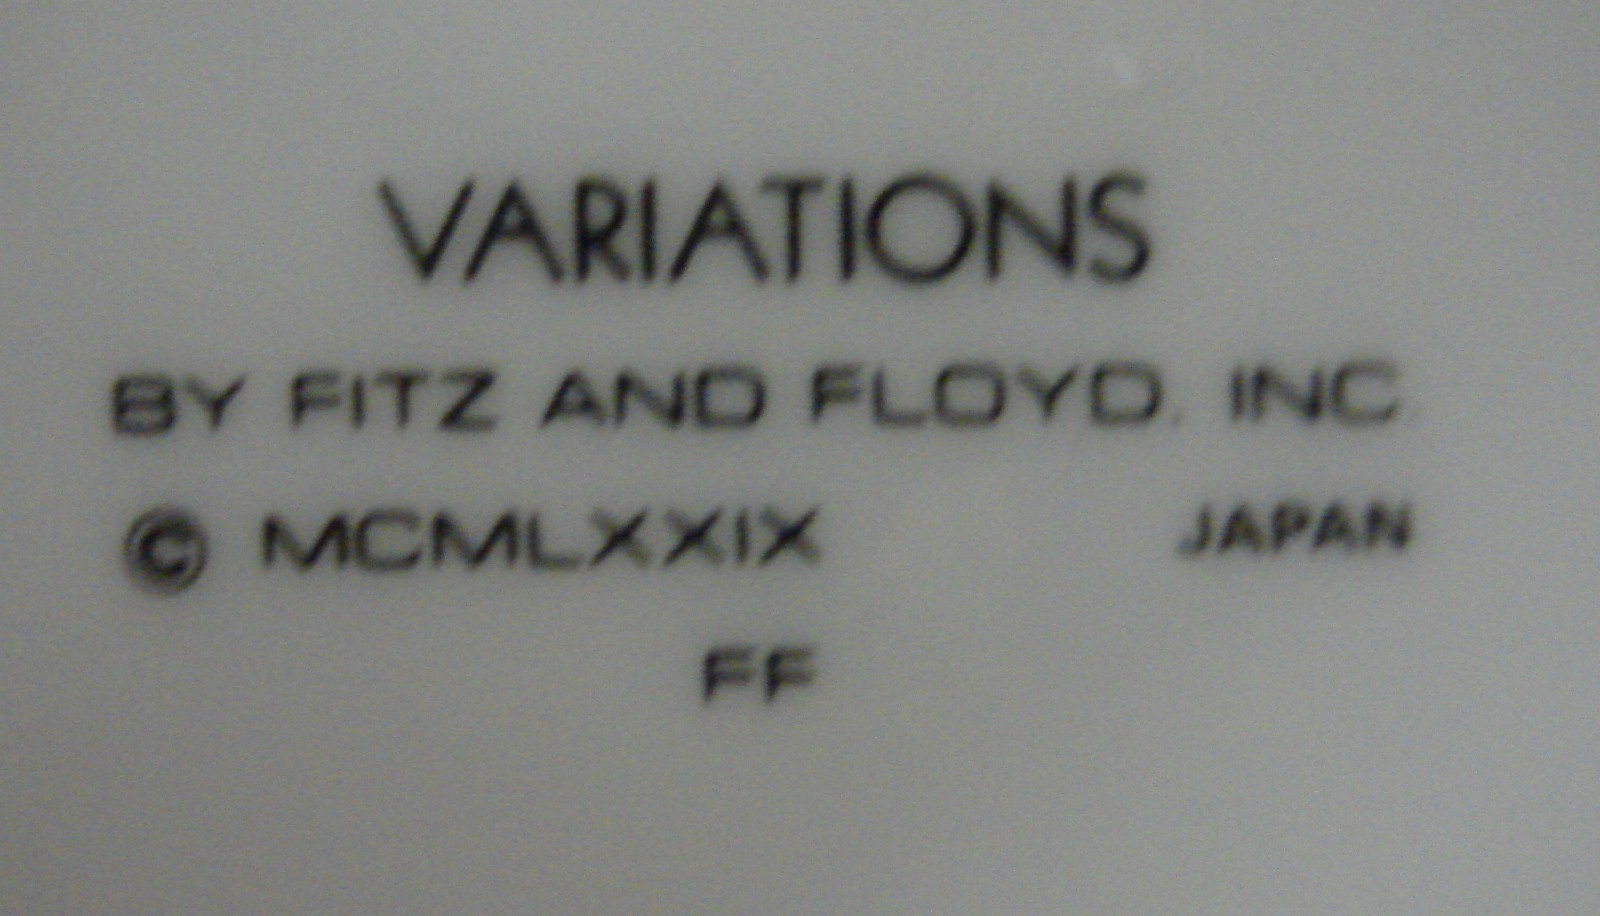 VARIATIONS
BY FITZ AND FLOYD, INC.
© MCMLXXIX JAPAN
FF